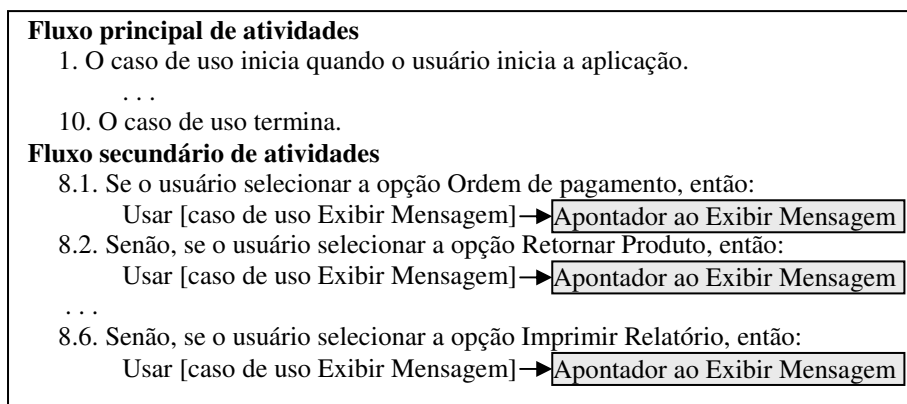 Fluxo principal de atividades
1. O caso de uso inicia quando o usuário inicia a aplicação.
. . .
10. O caso de uso termina.
Fluxo secundário de atividades
8.1. Se o usuário selecionar a opção Ordem de pagamento, então:
Usar [caso de uso Exibir Mensagem] Apontador ao Exibir Mensagem
8.2. Senão, se o usuário selecionar a opção Retornar Produto, então:
Usar [caso de uso Exibir Mensagem] Apontador ao Exibir Mensagem
. . .
8.6. Senão, se o usuário selecionar a opção Imprimir Relatório, então:
Usar [caso de uso Exibir Mensagem] Apontador ao Exibir Mensagem